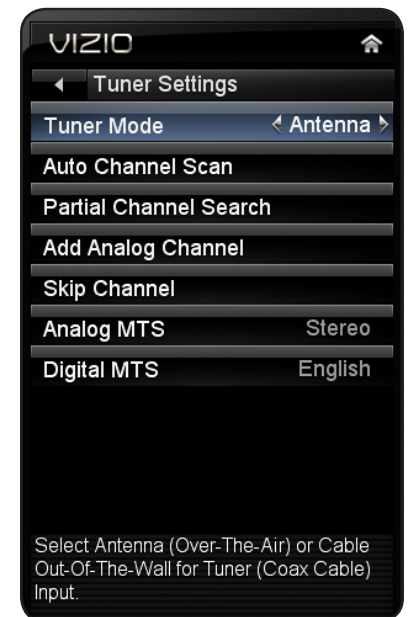 VIZIO
Tuner Settings
Tuner Mode Antenna
Auto Channel Scan
Partial Channel Search
Add Analog Channel
Skip Channel
Analog MTS Stereo
Digital MTS English
Select Antenna (Over-The-Air) or Cable
Out-Of-The-Wall for Tuner (Coax Cable)
Input.